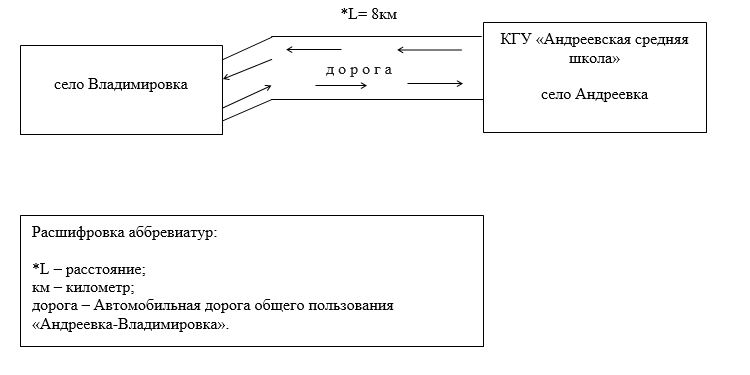 *L= 8км
КГУ «Андреевская средняя
школа»
село Андреевка
село Владимировка
д о р о г а
Расшифровка аббревиатур:
*L – расстояние;
км – километр;
дорога – Автомобильная дорога общего пользования
«Андреевка-Владимировка».